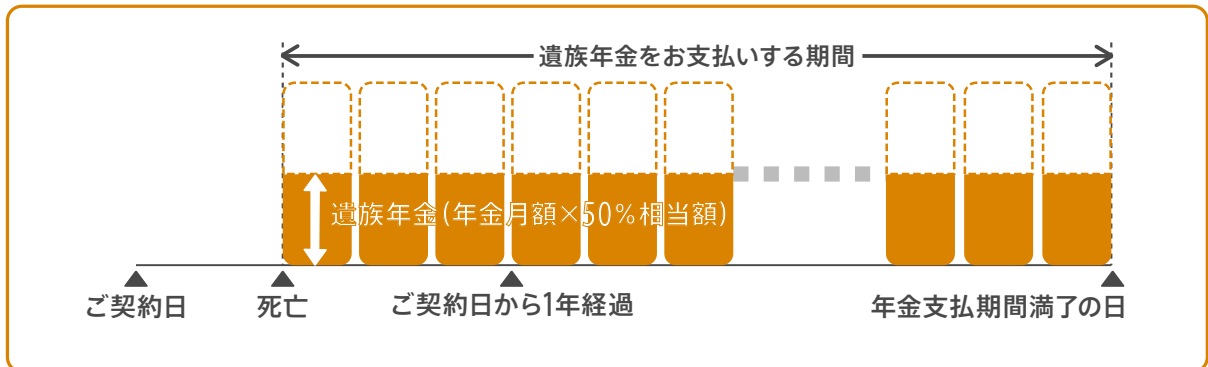 遺族年金をお支払いする期間
遺族年金(年金月額×50%相当額)
ご契約日
死亡
ご契約日から1年経過
年金支払期間満了の日